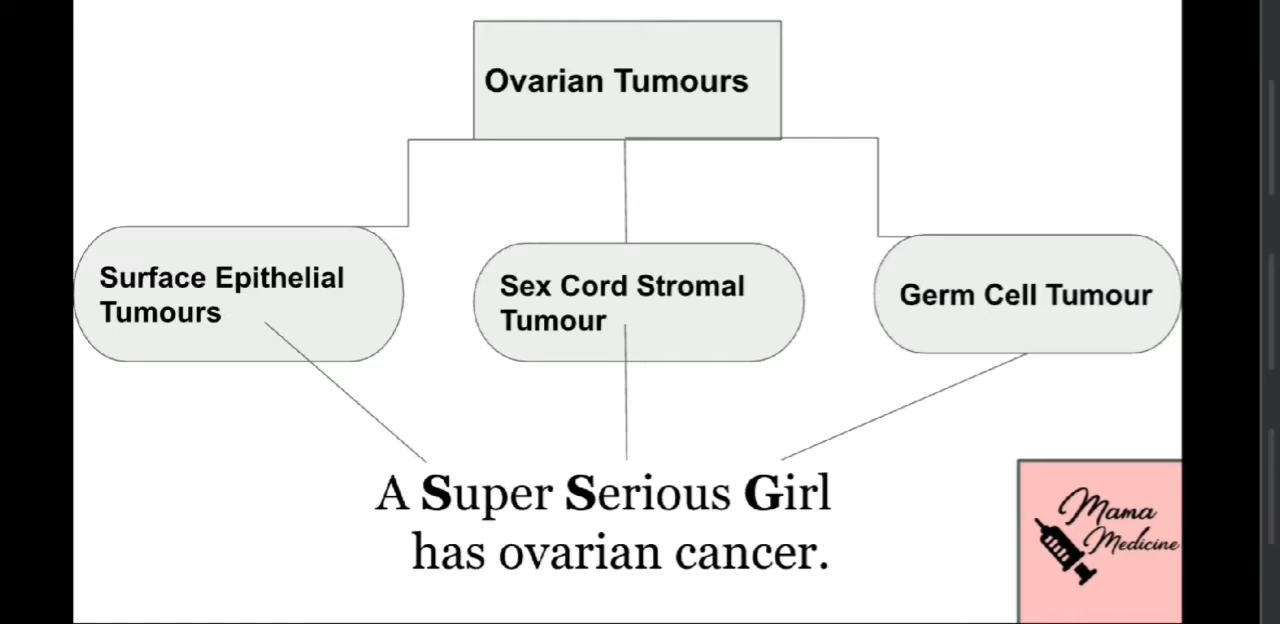 Ovarian Tumours
Surface Epithelial
Tumours
Sex Cord Stromal
Tumour
Germ Cell Tumour
A Super Serious Girl
has ovarian cancer.
Mama
Medicine